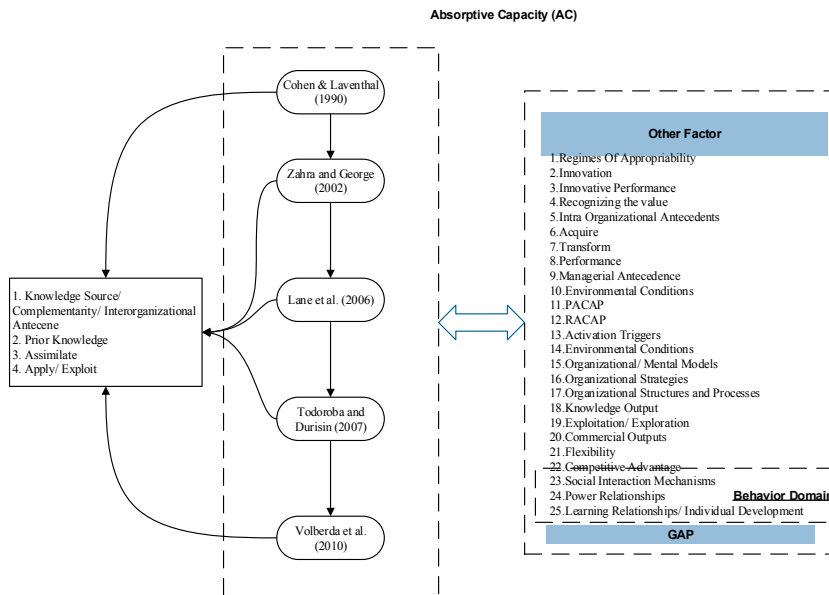 Absorptive Capacity (AC)
Cohen & Laventhal
(1990)
Zahra and George
(2002)
Lane et al. (2006)
Todoroba and
Durisin
(2007)
Volberda et al.
(2010)
1. Knowledge Source/
Complementarity/ Interorganizational
Antecene
2. Prior Knowledge
3. Assimilate
4. Apply/ Exploit
Other Factor
1.Regimes Of Appropriability
2.Innovation
3.Innovative Performance
4.Recognizing the value
5.Intra Organizational Antecedents
6.Acquire
7.Transform
8.Performance
9.Managerial Antecedence
10.Environmental Conditions
11.PACAP
12.RACAP
13.Activation Triggers
14.Environmental Conditions
15.Organizational/ Mental Models
16.Organizational Strategies
17.Organizational Structures and Processes
18.Knowledge Output
19.Exploitation/ Exploration
20.Commercial Outputs
21.Flexibility
22.Competitive Advantage
23.Social Interaction Mechanisms
24.Power Relationships
25.Learning Relationships/ Individual Development
Behavior Domain
GAP